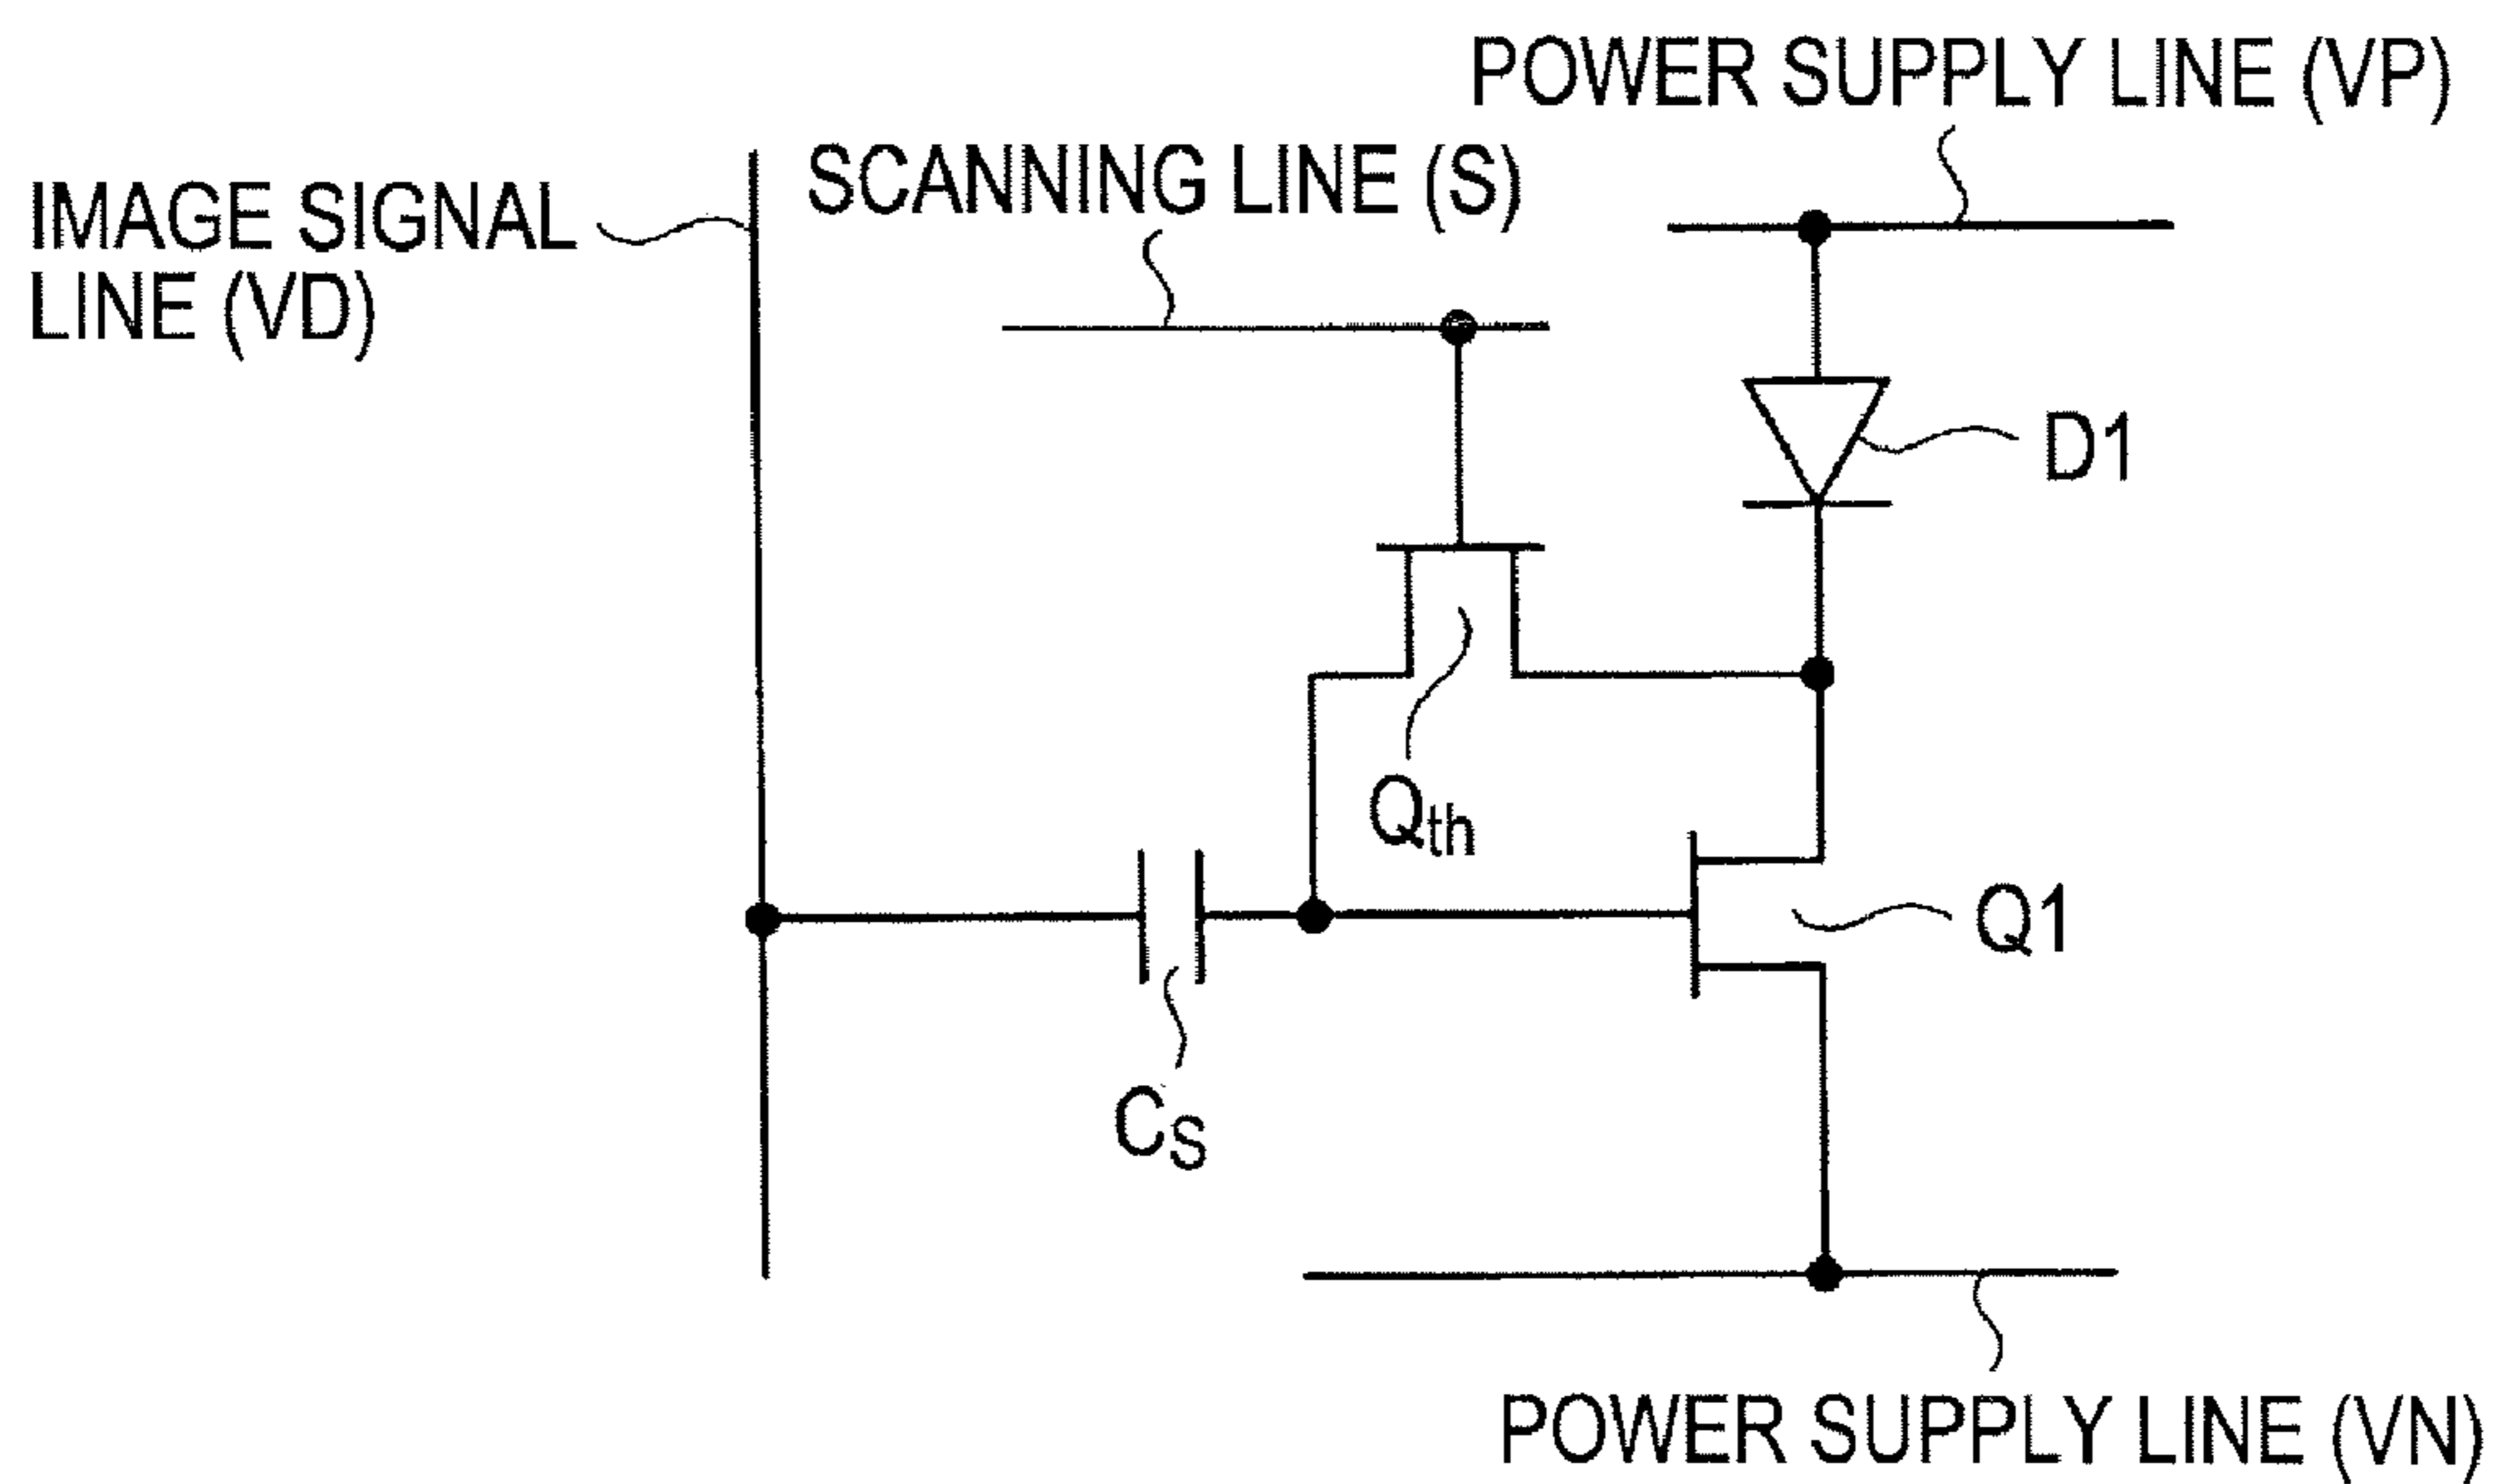 POWER SUPPLY LINE (VP)
SCANNING LINE (S)
IMAGE SIGNAL
LINE (VD)
D1
Qth
Q1
CS
POWER SUPPLY LINE (VN)